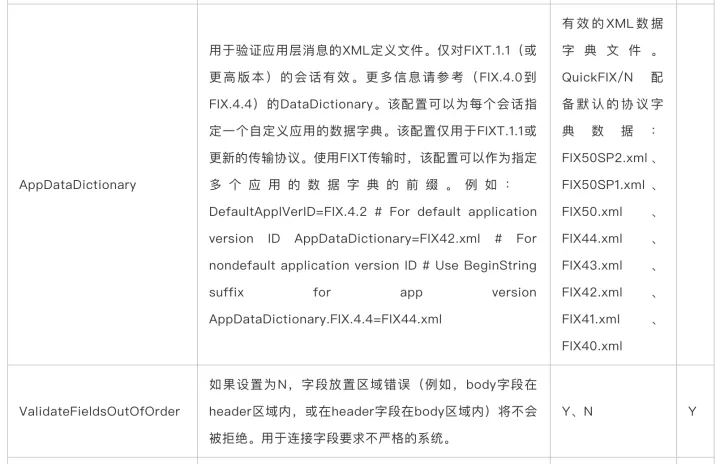 AppDataDictionary
用于验证应用层消息的XML定义文件。仅对FIXT.1.1（或
更高版本）的会话有效。更多信息请参考（FIX.4.0到
FIX.4.4）的DataDictionary。该配置可以为每个会话指
定一个自定义应用的数据字典。该配置仅用于FIXT.1.1或
更新的传输协议。使用FIXT传输时，该配置可以作为指定
多个应用的数据字典的前缀。例如：
DefaultApplVerID=FIX.4.2 # For default application
version ID AppDataDictionary=FIX42.xml # For
nondefault application version ID # Use BeginString
suffix for app version
AppDataDictionary.FIX.4.4=FIX44.xml
有效的XML数据
字典文件。
QuickFIX/N 配
备默认的协议字
典数据：
FIX50SP2.xml、
FIX50SP1.xml、
FIX50.xml 、
FIX44.xml 、
FIX43.xml 、
FIX42.xml 、
FIX41.xml 、
FIX40.xml
ValidateFieldsOutOfOrder
如果设置为N，字段放置区域错误（例如，body字段在
header区域内，或在header字段在body区域内）将不会
被拒绝。用于连接字段要求不严格的系统。
Y、N
Y